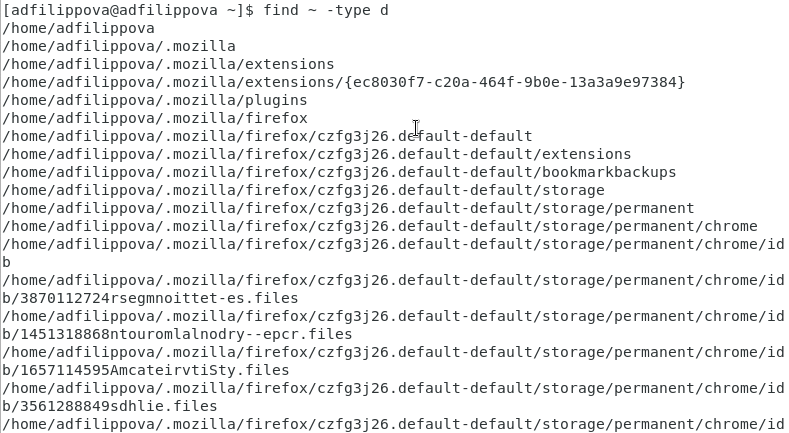 [adfilippova@adfilippova ~]$ find ~ -type d
/home/adfilippova
/home/adfilippova/.mozilla
/home/adfilippova/.mozilla/extensions
/home/adfilippova/.mozilla/extensions/{ec8030f7-c20a-464f-9b0e-13a3a9e97384}
/home/adfilippova/.mozilla/plugins
/home/adfilippova/.mozilla/firefox
/home/adfilippova/.mozilla/firefox/czfg3j26.default-default
/home/adfilippova/.mozilla/firefox/czfg3j26.default-default/extensions
/home/adfilippova/.mozilla/firefox/czfg3j26.default-default/bookmarkbackups
/home/adfilippova/.mozilla/firefox/czfg3j26.default-default/storage
/home/adfilippova/.mozilla/firefox/czfg3j26.default-default/storage/permanent
/home/adfilippova/.mozilla/firefox/czfg3j26.default-default/storage/permanent/chrome
/home/adfilippova/.mozilla/firefox/czfg3j26.default-default/storage/permanent/chrome/id
b
/home/adfilippova/.mozilla/firefox/czfg3j26.default-default/storage/permanent/chrome/id
b/3870112724rsegmnoittet-es.files
/home/adfilippova/.mozilla/firefox/czfg3j26.default-default/storage/permanent/chrome/id
b/1451318868ntouromlalnodry--epcr.files
/home/adfilippova/.mozilla/firefox/czfg3j26.default-default/storage/permanent/chrome/id
b/1657114595AmcateirvtiSty.files
/home/adfilippova/.mozilla/firefox/czfg3j26.default-default/storage/permanent/chrome/id
b/3561288849sdhlie.files
/home/adfilippova/.mozilla/firefox/czfg3j26.default-default/storage/permanent/chrome/id